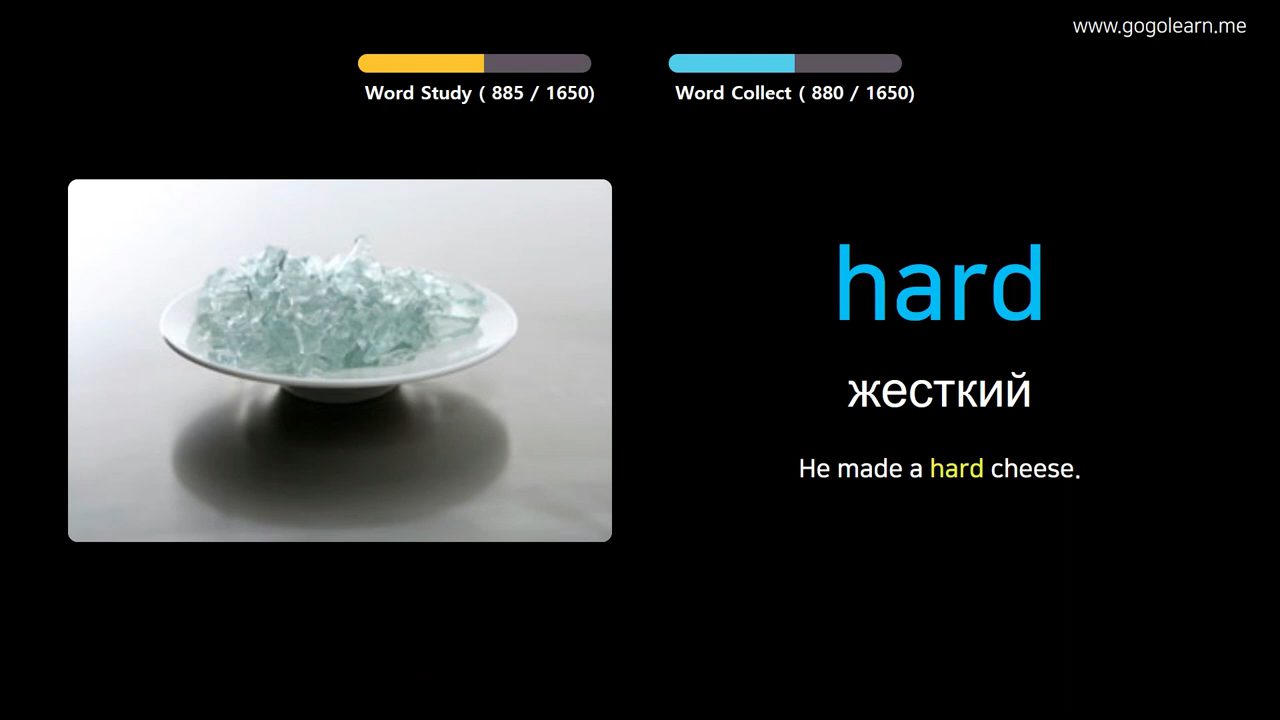 www.gogolearn.me
Word Study ( 885 / 1650)
Word Collect ( 880 / 1650)
hard
жесткий
He made a hard cheese.